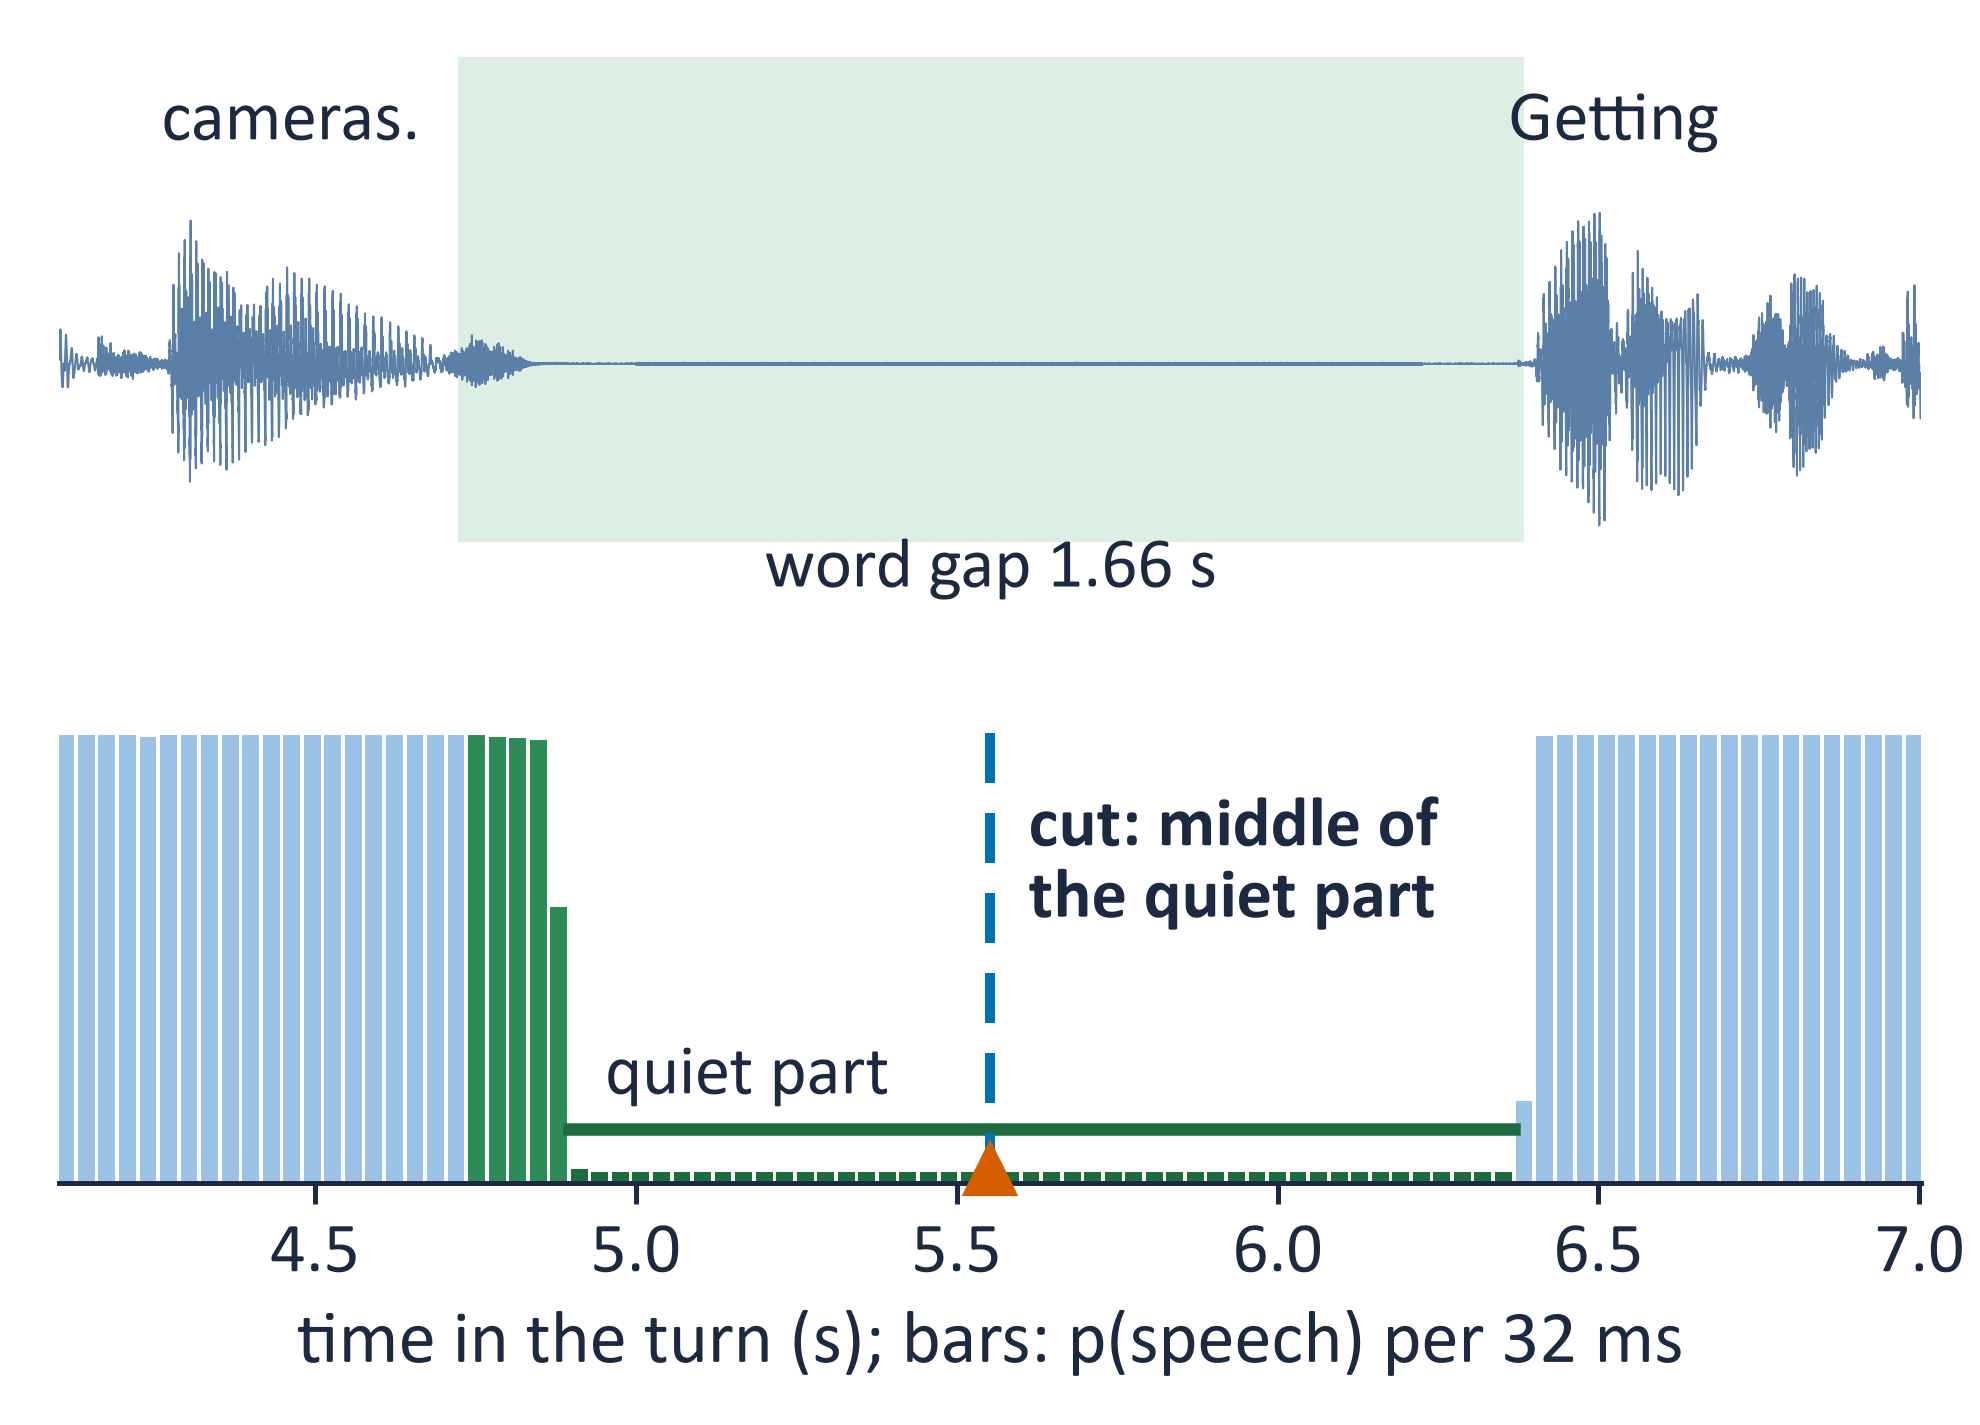 cameras.
Getting
word gap 1.66 s
cut: middle of
the quiet part
quiet part
4.5 5.0 5.5 6.0 6.5 7.0
time in the turn (s); bars: p(speech) per 32 ms